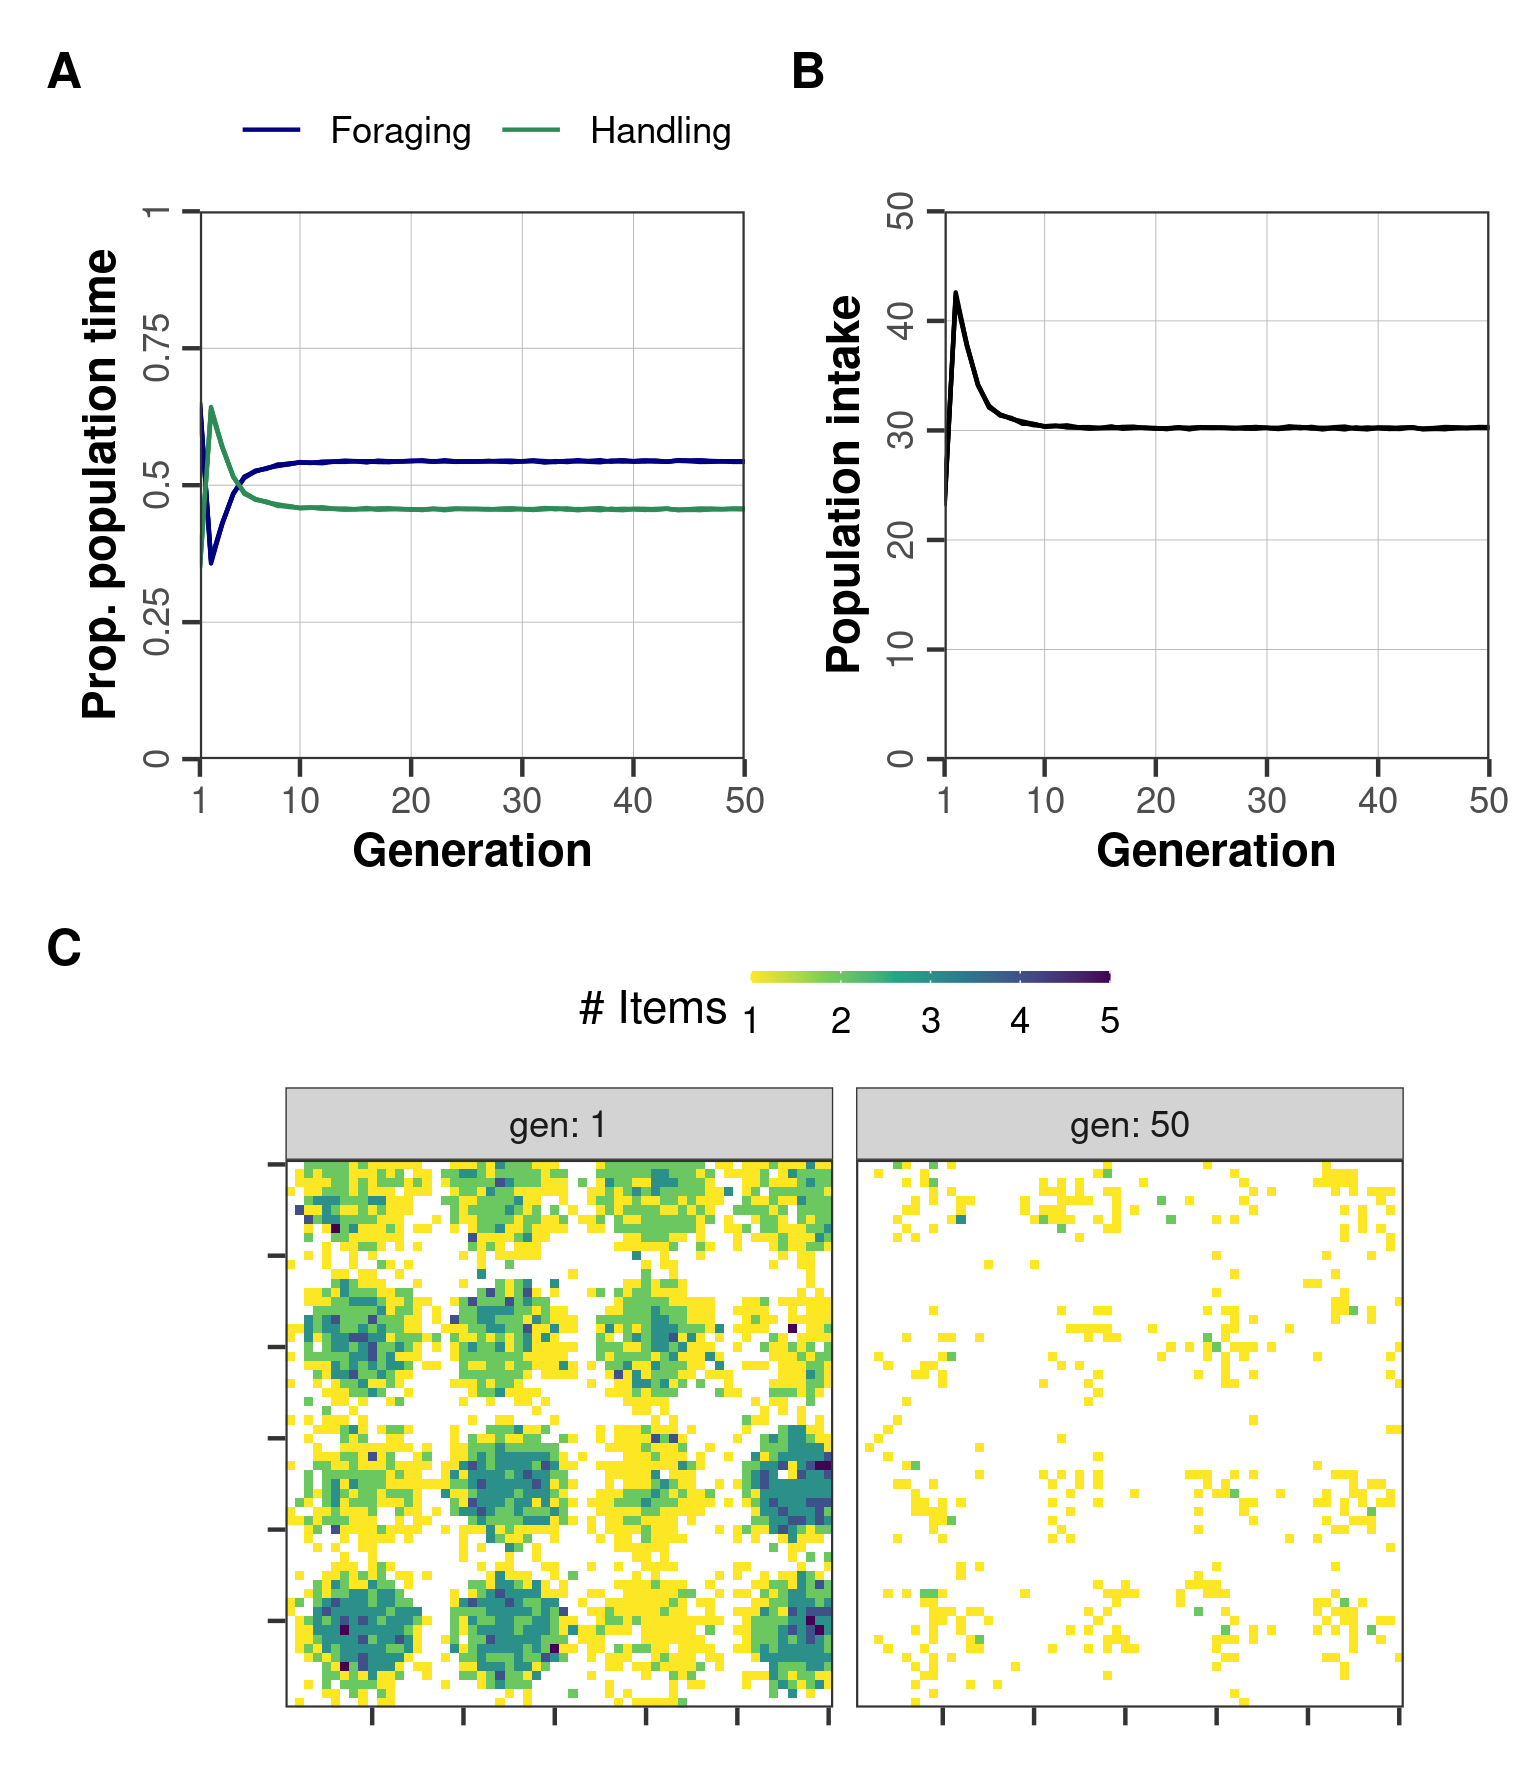 A
B
Foraging
Handling
Prop. population time
1
0.75
0.5
0.25
0
1 10 20 30 40 50
Generation
Population intake
50
40
30
20
10
0
1 10 20 30 40 50
Generation
C
# Items
1 2 3 4 5
gen: 1
gen: 50